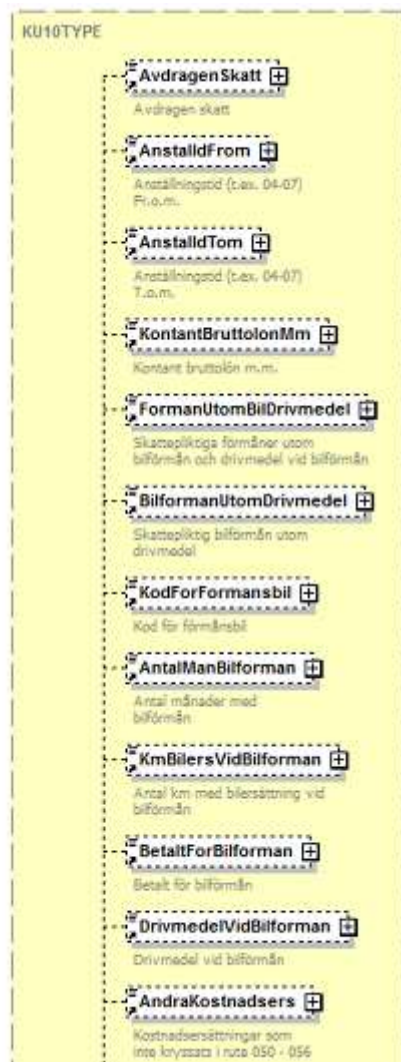 KU10TYPE
AvdragenSkatt
Avdragen skatt
AnstalldFrom
Anställningstid (t.ex. 04-07)
Fr.o.m.
AnstalldTom
Anställningstid (t.ex. 04-07)
T.o.m.
KontantBruttolonMm
Kontant bruttolön m.m.
FormanUtomBilDrivmedel
Skattepliktiga förmåner utom
bilförmån och drivmedel vid bilförmån
BilformanUtomDrivmedel
Skattepliktig bilförmån utom
drivmedel
KodForFormansbil
Kod för förmånsbil
AntalManBilforman
Antal månader med
bilförmån
KmBilersVidBilforman
Antal km med bilersättning vid
bilförmån
BetaltForBilforman
Betalt för bilförmån
DrivmedelVidBilforman
Drivmedel vid bilförmån
AndraKostnadsers
Kostnadsersättningar som
inte kryssats i ruta 050 - 056